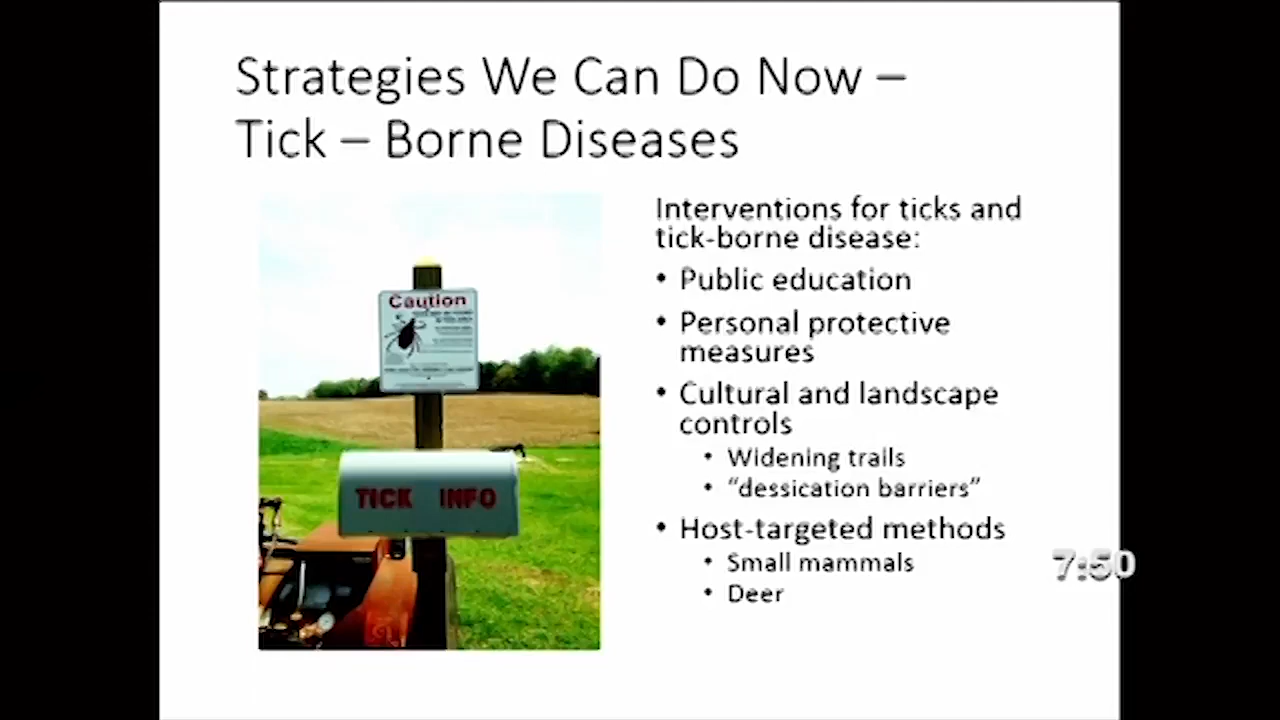 Strategies We Can Do Now –
Tick – Borne Diseases
Interventions for ticks and
tick-borne disease:
• Public education
• Personal protective
measures
• Cultural and landscape
controls
• Widening trails
• “dessication barriers”
• Host-targeted methods
• Small mammals
• Deer
Caution
TICK INFO
7:50